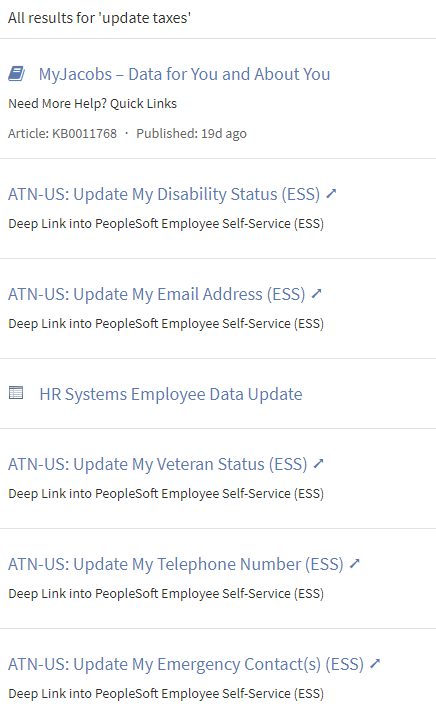 All results for 'update taxes'
MyJacobs – Data for You and About You
Need More Help? Quick Links
Article: KB0011768 · Published: 19d ago
ATN-US: Update My Disability Status (ESS)
Deep Link into PeopleSoft Employee Self-Service (ESS)
ATN-US: Update My Email Address (ESS)
Deep Link into PeopleSoft Employee Self-Service (ESS)
HR Systems Employee Data Update
ATN-US: Update My Veteran Status (ESS)
Deep Link into PeopleSoft Employee Self-Service (ESS)
ATN-US: Update My Telephone Number (ESS)
Deep Link into PeopleSoft Employee Self-Service (ESS)
ATN-US: Update My Emergency Contact(s) (ESS)
Deep Link into PeopleSoft Employee Self-Service (ESS)